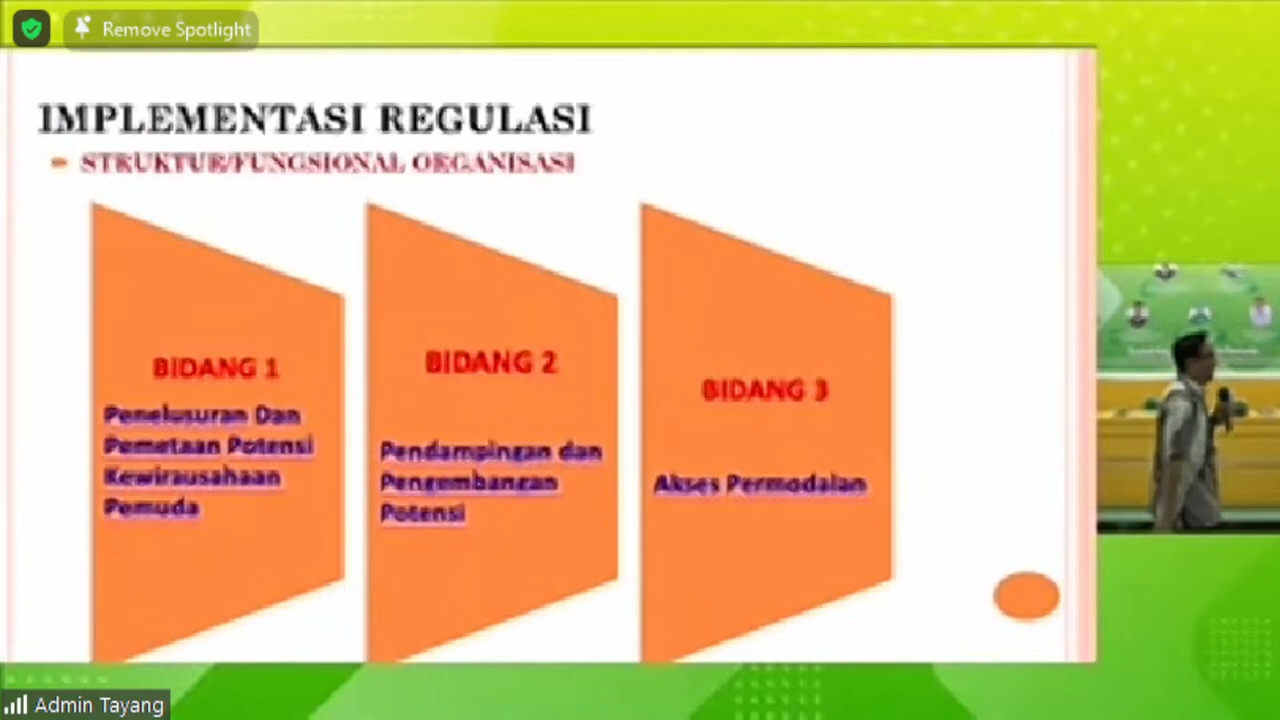 Remove Spotlight
IMPLEMENTASI REGULASI
STRUKTUR/FUNGSIONAL ORGANISASI
BIDANG 1
Penelusuran Dan
Pemetaan Potensi
Kewirausahaan
Pemuda
BIDANG 2
Pendampingan dan
Pengembangan
Potensi
BIDANG 3
Akses Permodalan
Admin Tayang